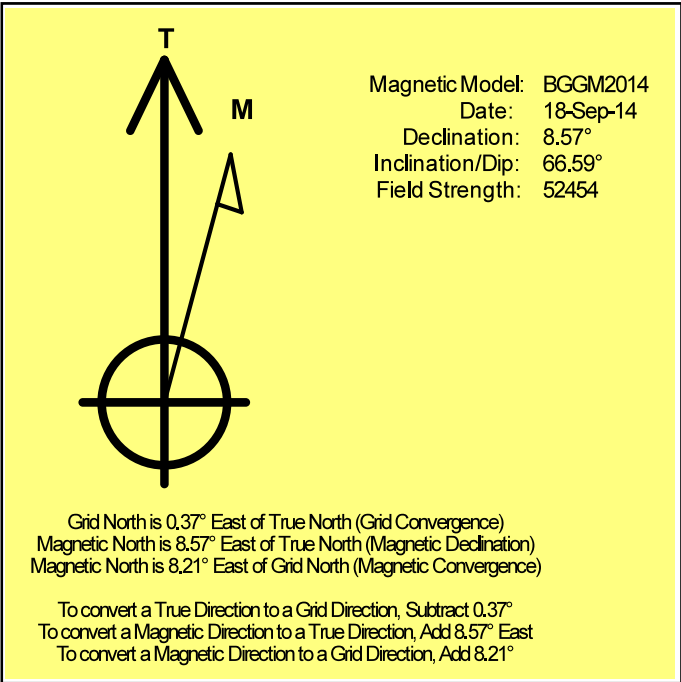 T
M
Magnetic Model: BGGM2014
Date: 18-Sep-14
Declination: 8.57°
Inclination/Dip: 66.59°
Field Strength: 52454
Grid North is 0.37° East of True North (Grid Convergence)
Magnetic North is 8.57° East of True North (Magnetic Declination)
Magnetic North is 8.21° East of Grid North (Magnetic Convergence)
To convert a True Direction to a Grid Direction, Subtract 0.37°
To convert a Magnetic Direction to a True Direction, Add 8.57° East
To convert a Magnetic Direction to a Grid Direction, Add 8.21°